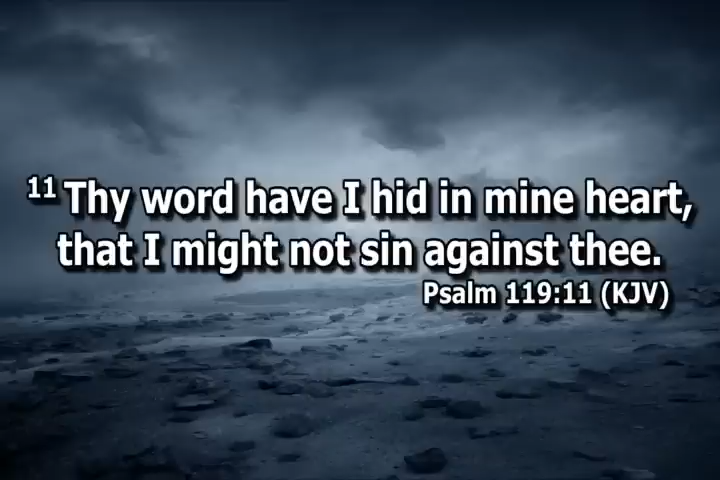 11 Thy word have I hid in mine heart,
that I might not sin against thee.
Psalm 119:11 (KJV)